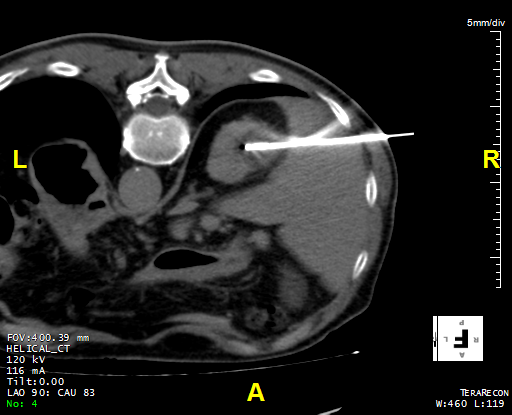 5mm/div
L
R
FOV:400.39 mm
HELICAL_CT
120 kV
116 mA
Tilt:0.00
LAO 90: CAU 83
No: 4
A
P
R
F
L
A
TERARECON
W:460 L:119